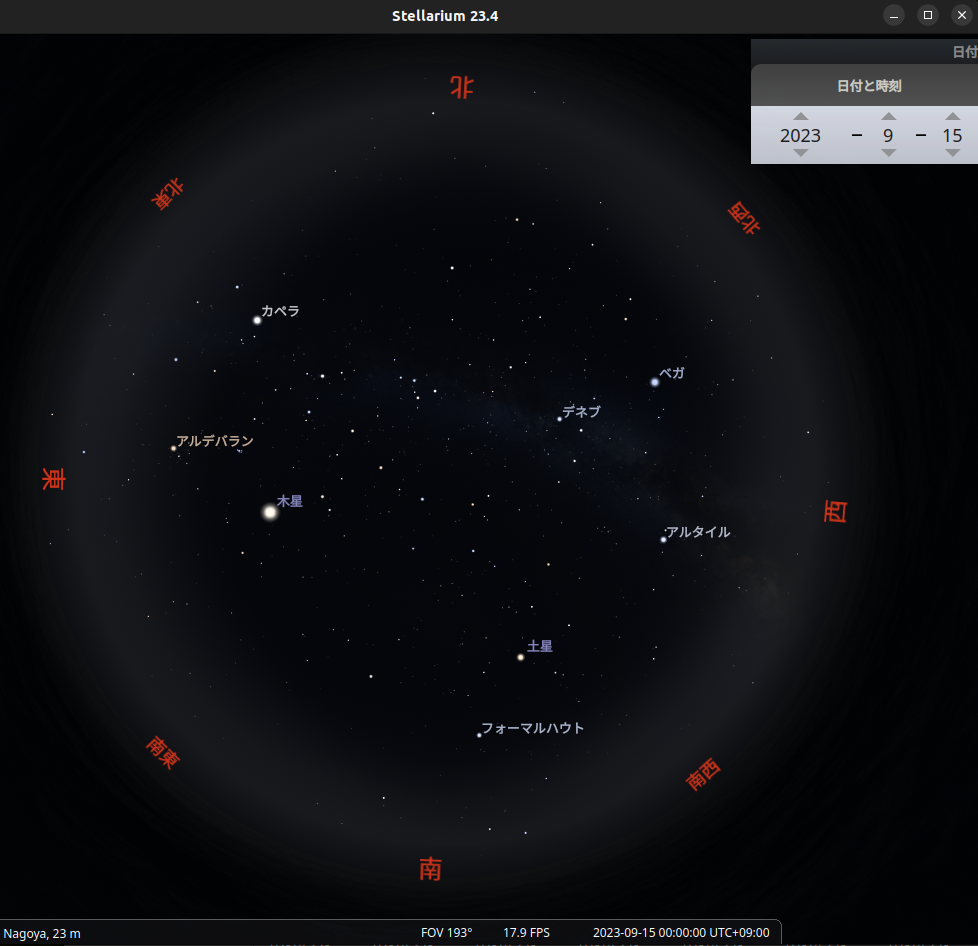 Stellarium 23.4
日付
日付と時刻
2023 - 9 - 15
北
北東
北西
カペラ
ベガ
デネブ
アルデバラン
東
木星
西
アルタイル
土星
フォーマルハウト
南東
南西
南
Nagoya, 23 m FOV 193° 17.9 FPS 2023-09-15 00:00:00 UTC+09:00